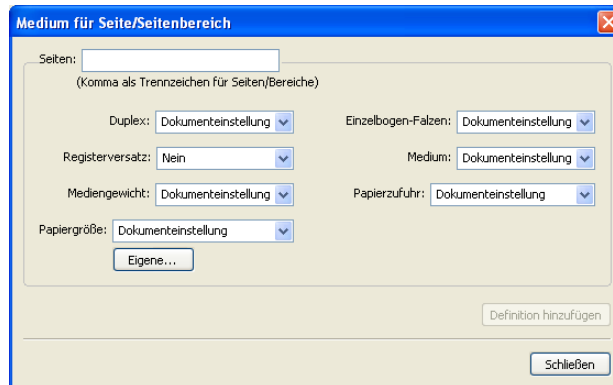 Medium für Seite/Seitenbereich
Seiten:
(Komma als Trennzeichen für Seiten/Bereiche)
Duplex: Dokumenteinstellung Einzelbogen-Falzen: Dokumenteinstellung
Registerversatz: Nein Medium: Dokumenteinstellung
Mediengewicht: Dokumenteinstellung Papierzufuhr: Dokumenteinstellung
Papiergröße: Dokumenteinstellung
Eigene...
Definition hinzufügen
Schließen